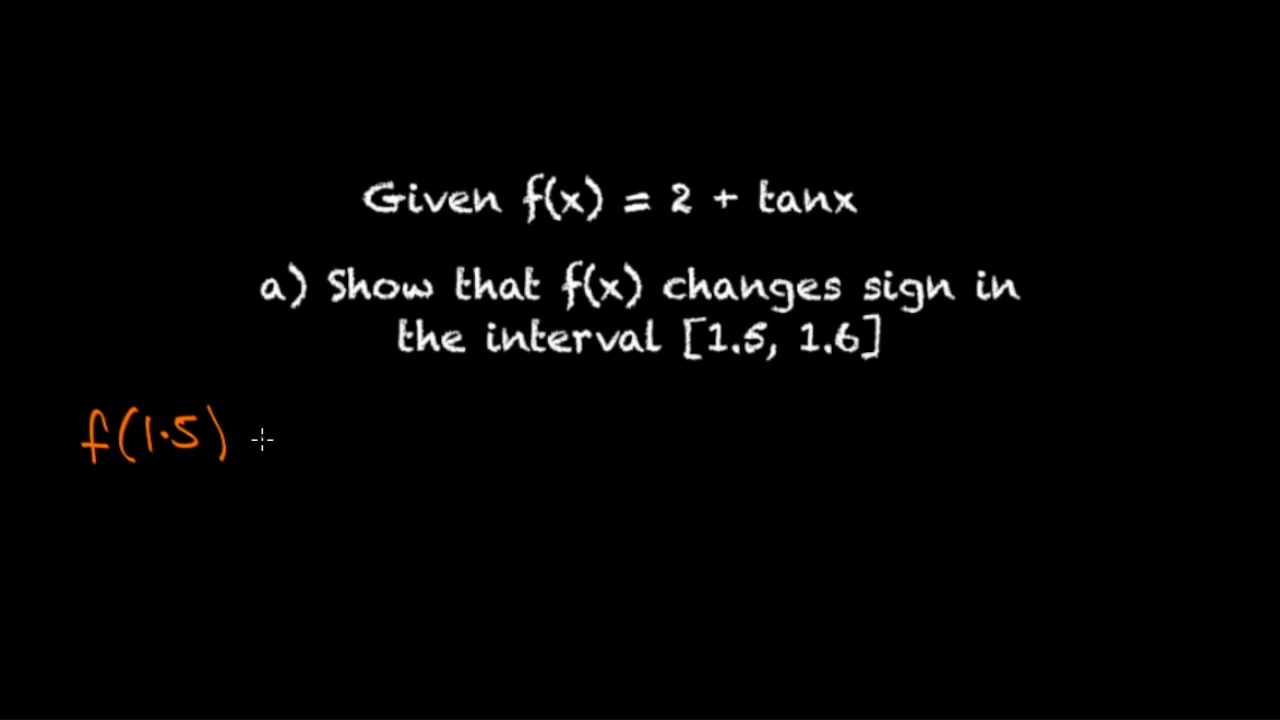 Given f(x) = 2 + tanx
a) Show that f(x) changes sign in
the interval [1.5, 1.6]
f(1.5)